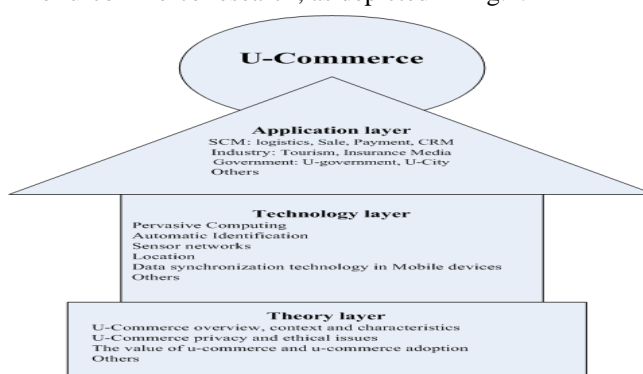 U-Commerce
Application layer
SCM: logistics, Sale, Payment, CRM
Industry: Tourism, Insurance Media
Government: U-government, U-City
Others
Technology layer
Pervasive Computing
Automatic Identification
Sensor networks
Location
Data synchronization technology in Mobile devices
Others
Theory layer
U-Commerce overview, context and characteristics
U-Commerce privacy and ethical issues
The value of u-commerce and u-commerce adoption
Others